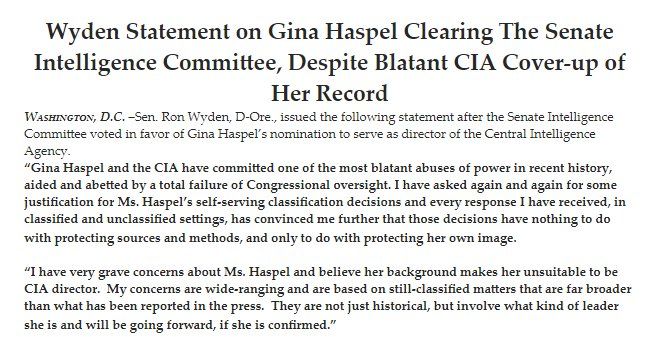 Wyden Statement on Gina Haspel Clearing The Senate
Intelligence Committee, Despite Blatant CIA Cover-up of
Her Record
WASHINGTON, D.C. –Sen. Ron Wyden, D-Ore., issued the following statement after the Senate Intelligence
Committee voted in favor of Gina Haspel's nomination to serve as director of the Central Intelligence
Agency.
“Gina Haspel and the CIA have committed one of the most blatant abuses of power in recent history,
aided and abetted by a total failure of Congressional oversight. I have asked again and again for some
justification for Ms. Haspel's self-serving classification decisions and every response I have received, in
classified and unclassified settings, has convinced me further that those decisions have nothing to do
with protecting sources and methods, and only to do with protecting her own image.
“I have very grave concerns about Ms. Haspel and believe her background makes her unsuitable to be
CIA director.  My concerns are wide-ranging and are based on still-classified matters that are far broader
than what has been reported in the press.  They are not just historical, but involve what kind of leader
she is and will be going forward, if she is confirmed.”